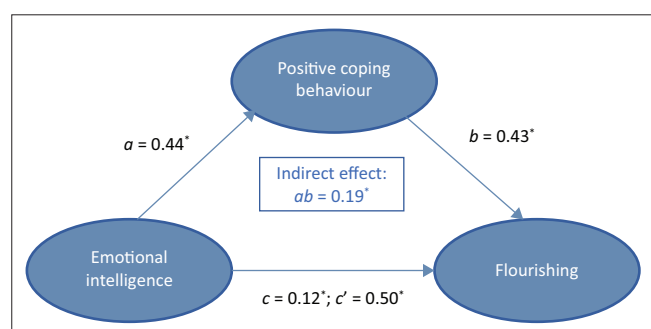 Positive coping
behaviour
a = 0.44*
b = 0.43*
Indirect effect:
ab = 0.19*
Emotional
intelligence
Flourishing
c = 0.12*; c’ = 0.50*